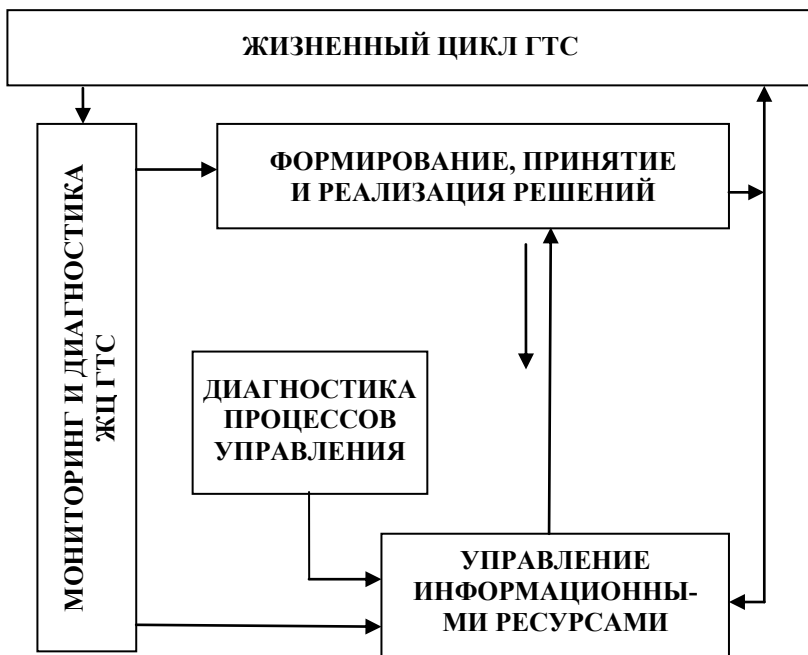 ЖИЗНЕННЫЙ ЦИКЛ ГТС
ФОРМИРОВАНИЕ, ПРИНЯТИЕ
И РЕАЛИЗАЦИЯ РЕШЕНИЙ
МОНИТОРИНГ И ДИАГНОСТИКА
ЖЦ ГТС
ДИАГНОСТИКА
ПРОЦЕССОВ
УПРАВЛЕНИЯ
УПРАВЛЕНИЕ
ИНФОРМАЦИОННЫ-
МИ РЕСУРСАМИ